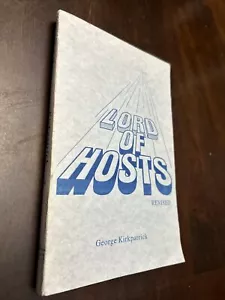 LORD
OF
HOSTS
REVISED
George Kirkpatrick